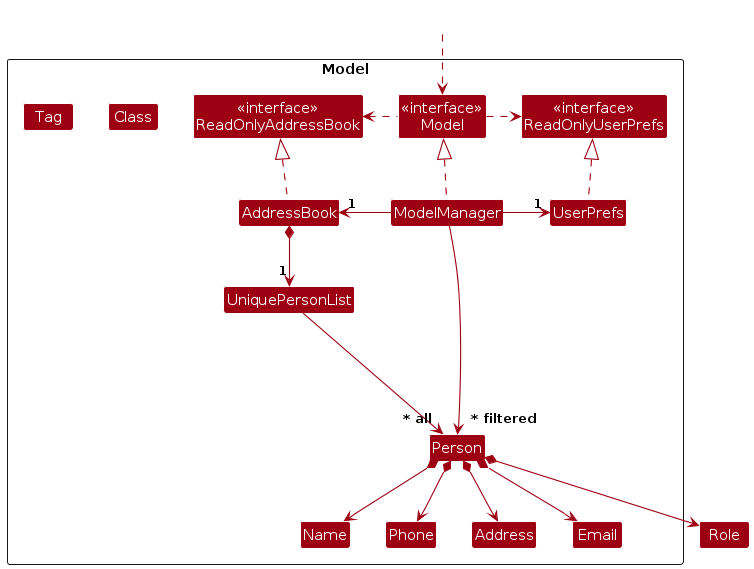 Model
Tag
Class
«interface»
ReadOnlyAddressBook
«interface»
Model
«interface»
ReadOnlyUserPrefs
AddressBook
1
ModelManager
1
UserPrefs
1
UniquePersonList
* all
* filtered
Person
Name
Phone
Address
Email
Role